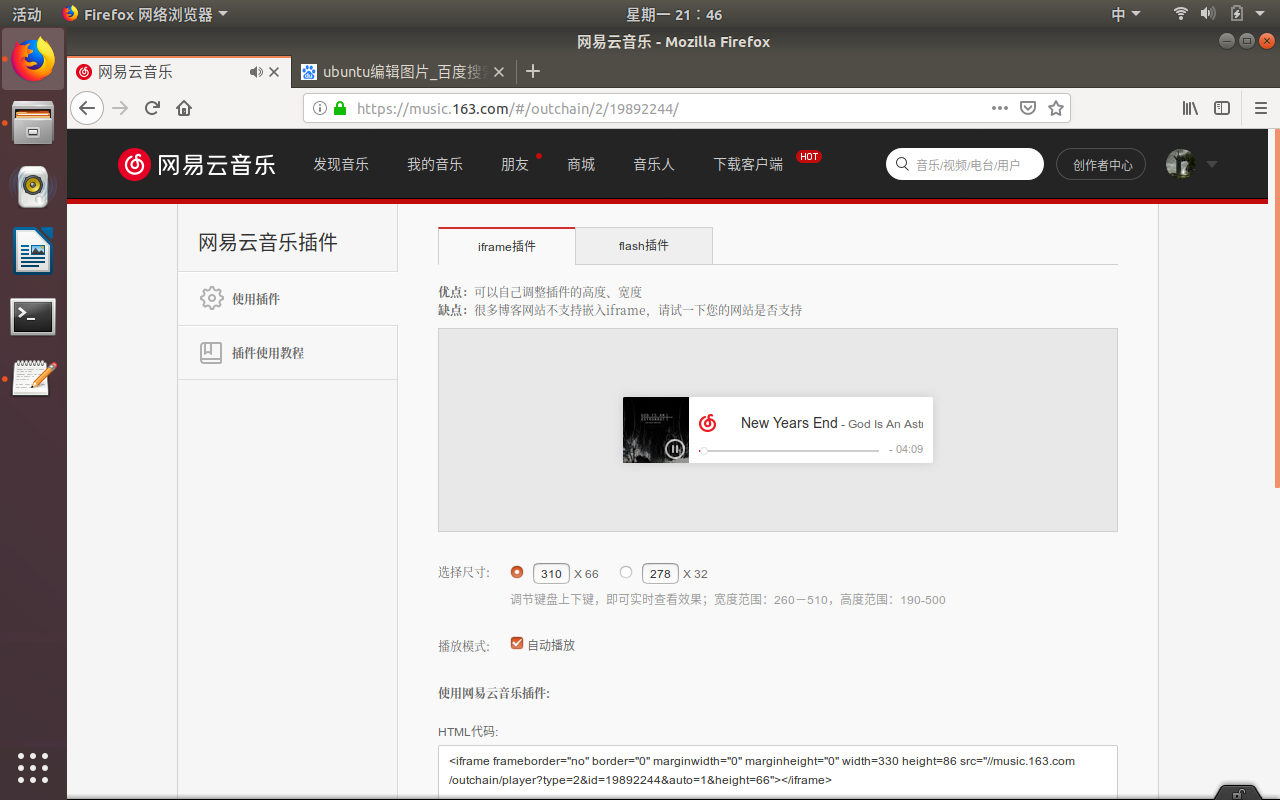 活动 Firefox 网络浏览器 星期一 21：46 中
网易云音乐 - Mozilla Firefox
网易云音乐 ubuntu编辑图片_百度搜
https://music.163.com/#/outchain/2/19892244/
网易云音乐 发现音乐 我的音乐 朋友 商城 音乐人 下载客户端 HOT 音乐/视频/电台/用户 创作者中心
网易云音乐插件
使用插件
插件使用教程
iframe插件 flash插件
优点：可以自己调整插件的高度、宽度
缺点：很多博客网站不支持嵌入iframe，请试一下您的网站是否支持
New Years End - God Is An Ast
- 04:09
选择尺寸: 310 X 66 278 X 32
调节键盘上下键，即可实时查看效果；宽度范围：260－510，高度范围：190-500
播放模式: 自动播放
使用网易云音乐插件:
HTML代码:
<iframe frameborder="no" border="0" marginwidth="0" marginheight="0" width=330 height=86 src="//music.163.com
/outchain/player?type=2&id=19892244&auto=1&height=66"></iframe>